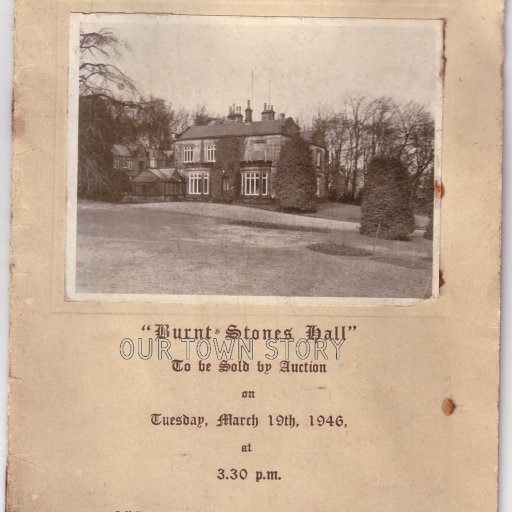 "Burnt Stones Hall"
OUR TOWN STORY
To be Sold by Auction
on
Tuesday, March 19th, 1946,
at
3.30 p.m.